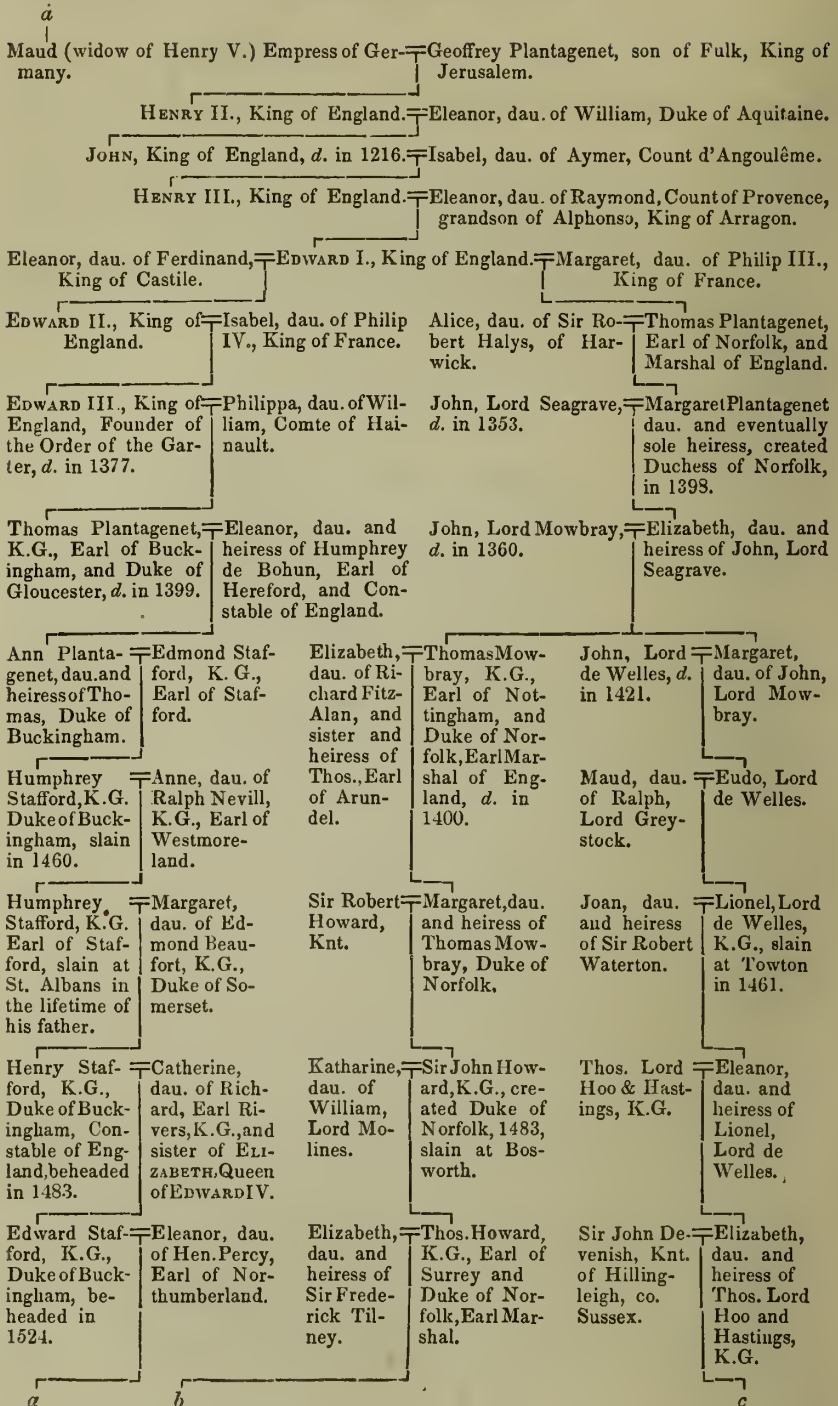 a
Maud (widow of Henry V.) Empress of Ger-
many.
Geoffrey Plantagenet, son of Fulk, King of
Jerusalem.
HENRY II., King of England.
Eleanor, dau. of William, Duke of Aquitaine.
JOHN, King of England, d. in 1216.
Isabel, dau. of Aymer, Count d'Angoulême.
HENRY III., King of England.
Eleanor, dau. of Raymond, Count of Provence,
grandson of Alphonso, King of Arragon.
Eleanor, dau. of Ferdinand,
King of Castile.
EDWARD I., King of England.
Margaret, dau. of Philip III.,
King of France.
EDWARD II., King of
England.
Isabel, dau. of Philip
IV., King of France.
Alice, dau. of Sir Ro-
bert Halys, of Har-
wick.
Thomas Plantagenet,
Earl of Norfolk, and
Marshal of England.
EDWARD III., King of
England, Founder of
the Order of the Gar-
ter, d. in 1377.
Philippa, dau. of Wil-
liam, Comte of Hai-
nault.
John, Lord Seagrave,
d. in 1353.
Margaret Plantagenet
dau. and eventually
sole heiress, created
Duchess of Norfolk,
in 1398.
Thomas Plantagenet,
K.G., Earl of Buck-
ingham, and Duke of
Gloucester, d. in 1399.
Eleanor, dau. and
heiress of Humphrey
de Bohun, Earl of
Hereford, and Con-
stable of England.
John, Lord Mowbray,
d. in 1360.
Elizabeth, dau. and
heiress of John, Lord
Seagrave.
Ann Planta-
genet, dau. and
heiress of Tho-
mas, Duke of
Buckingham.
Edmond Staf-
ford, K. G.,
Earl of Staf-
ford.
Elizabeth,
dau. of Ri-
chard Fitz-
Alan, and
sister and
heiress of
Thos., Earl
of Arun-
del.
Thomas Mow-
bray, K.G.,
Earl of Not-
tingham, and
Duke of Nor-
folk, Earl Mar-
shal of Eng-
land, d. in
1400.
John, Lord
de Welles, d.
in 1421.
Margaret,
dau. of John,
Lord Mow-
bray.
Humphrey
Stafford, K.G.
Duke of Buck-
ingham, slain
in 1460.
Anne, dau. of
Ralph Nevill,
K.G., Earl of
Westmore-
land.
Maud, dau.
of Ralph,
Lord Grey-
stock.
Eudo, Lord
de Welles.
Humphrey
Stafford, K.G.
Earl of Staf-
ford, slain at
St. Albans in
the lifetime of
his father.
Margaret,
dau. of Ed-
mond Beau-
fort, K.G.,
Duke of So-
merset.
Sir Robert
Howard,
Knt.
Margaret, dau.
and heiress of
Thomas Mow-
bray, Duke of
Norfolk,
Joan, dau.
and heiress
of Sir Robert
Waterton.
Lionel, Lord
de Welles,
K.G., slain
at Towton
in 1461.
Henry Staf-
ford, K.G.,
Duke of Buck-
ingham, Con-
stable of Eng-
land, beheaded
in 1483.
Catherine,
dau. of Rich-
ard, Earl Ri-
vers, K.G., and
sister of ELI-
ZABETH, Queen
of EDWARD IV.
Katharine,
dau. of
William,
Lord Mo-
lines.
Sir John How-
ard, K.G., cre-
ated Duke of
Norfolk, 1483,
slain at Bos-
worth.
Thos. Lord
Hoo & Hast-
ings, K.G.
Eleanor,
dau. and
heiress of
Lionel,
Lord de
Welles.
Edward Staf-
ford, K.G.,
Duke of Buck-
ingham, be-
headed in
1524.
Eleanor, dau.
of Hen. Percy,
Earl of Nor-
thumberland.
Elizabeth,
dau. and
heiress of
Sir Frede-
rick Til-
ney.
Thos. Howard,
K.G., Earl of
Surrey and
Duke of Nor-
folk, Earl Mar-
shal.
Sir John De-
venish, Knt.
of Hilling-
leigh, co.
Sussex.
Elizabeth,
dau. and
heiress of
Thos. Lord
Hoo and
Hastings,
K.G.
a
b
c